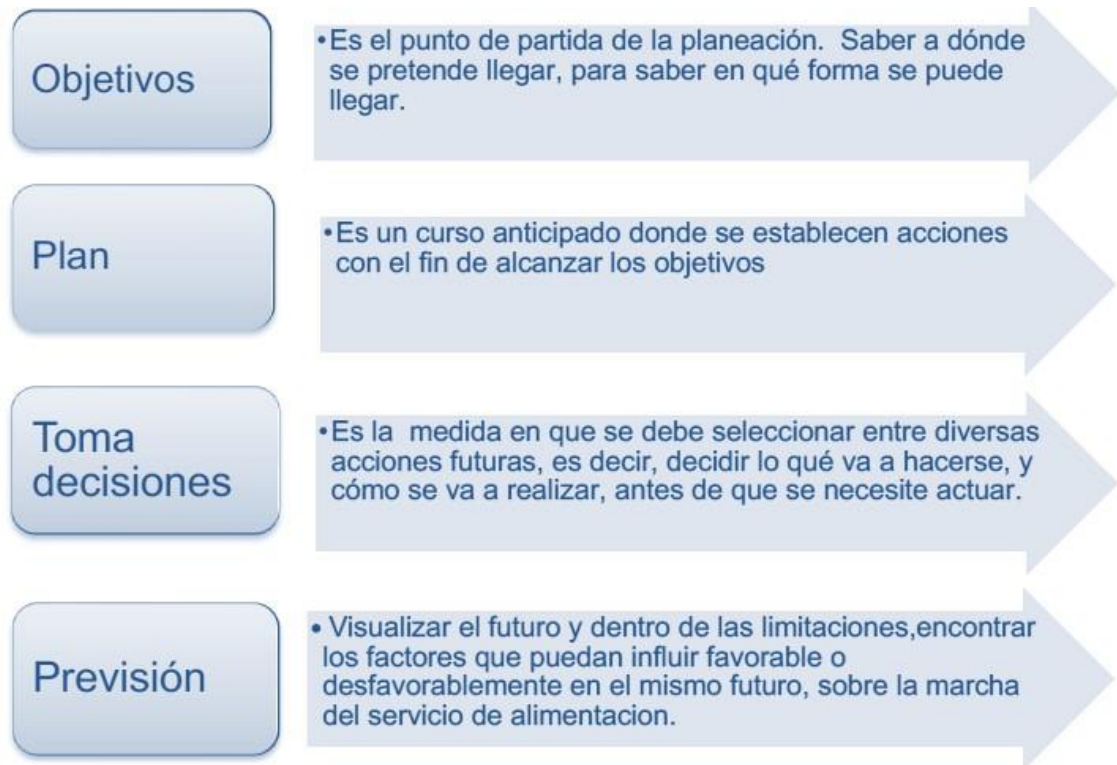 Objetivos
•Es el punto de partida de la planeación. Saber a dónde
se pretende llegar, para saber en qué forma se puede
llegar.
Plan
•Es un curso anticipado donde se establecen acciones
con el fin de alcanzar los objetivos
Toma
decisiones
•Es la medida en que se debe seleccionar entre diversas
acciones futuras, es decir, decidir lo qué va a hacerse, y
cómo se va a realizar, antes de que se necesite actuar.
Previsión
• Visualizar el futuro y dentro de las limitaciones,encontrar
los factores que puedan influir favorable o
desfavorablemente en el mismo futuro, sobre la marcha
del servicio de alimentacion.